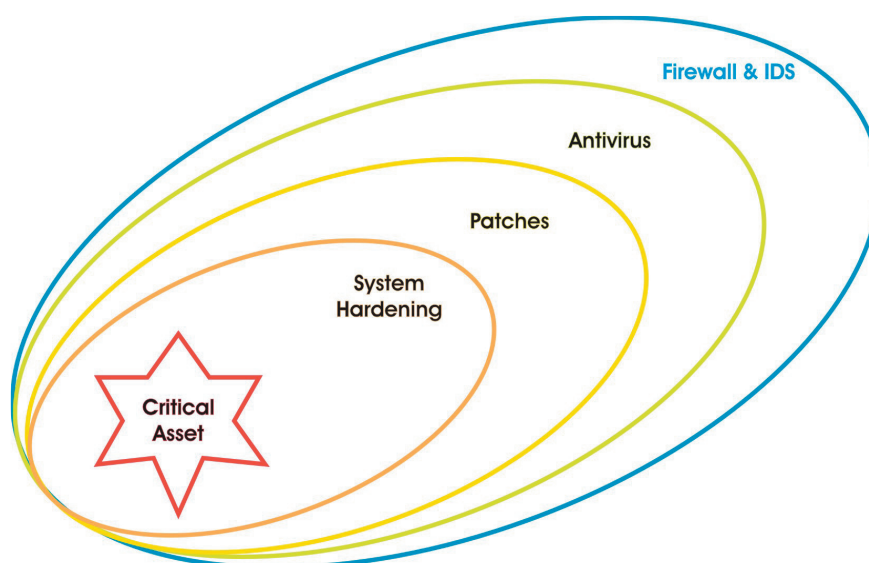 Firewall & IDS
Antivirus
Patches
System
Hardening
Critical
Asset